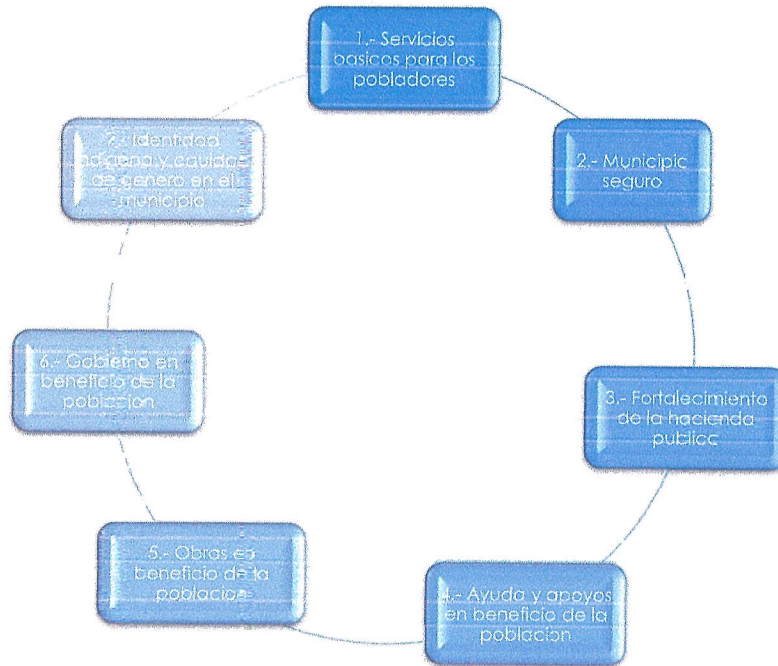 1.- Servicios
basicos para los
pobladores
2.- Municipio
seguro
3.- Fortalecimiento
de la hacienda
publica
4.- Ayuda y apoyos
en beneficio de la
poblacion
5.- Obras en
beneficio de la
poblacion
6.- Gobierno en
beneficio de la
poblacion
7.- Identidad
indigena y equidad
de genero en el
municipio